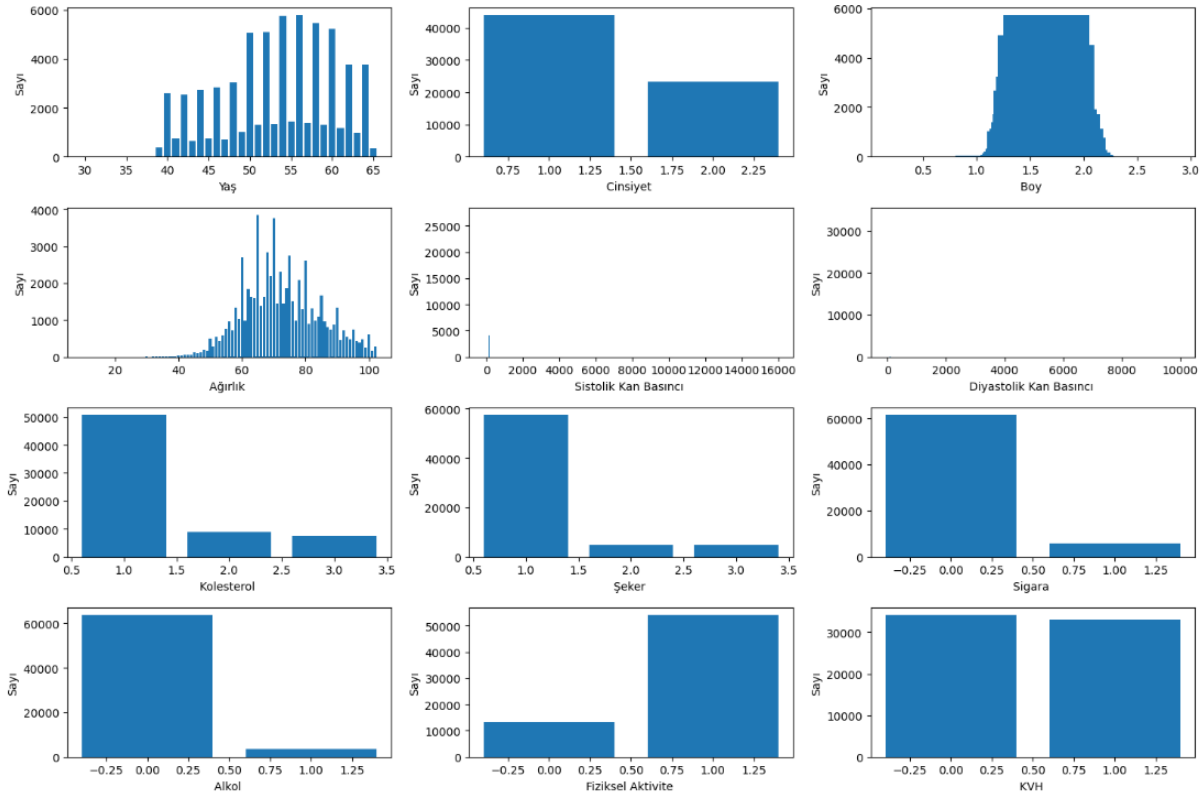 6000
4000
2000
0
30 35 40 45 50 55 60 65
Sayı
Yaş
40000
30000
20000
10000
0
0.75 1.00 1.25 1.50 1.75 2.00 2.25
Sayı
Cinsiyet
6000
4000
2000
0
0.5 1.0 1.5 2.0 2.5 3.0
Sayı
Boy
4000
3000
2000
1000
0
20 40 60 80 100
Sayı
Ağırlık
25000
20000
15000
10000
5000
0
0 2000 4000 6000 8000 10000 12000 14000 16000
Sayı
Sistolik Kan Basıncı
30000
20000
10000
0
0 2000 4000 6000 8000 10000
Sayı
Diyastolik Kan Basıncı
50000
40000
30000
20000
10000
0
0.5 1.0 1.5 2.0 2.5 3.0 3.5
Sayı
Kolesterol
60000
40000
20000
0
0.5 1.0 1.5 2.0 2.5 3.0 3.5
Sayı
Şeker
60000
40000
20000
0
−0.25 0.00 0.25 0.50 0.75 1.00 1.25
Sayı
Sigara
60000
40000
20000
0
−0.25 0.00 0.25 0.50 0.75 1.00 1.25
Sayı
Alkol
50000
40000
30000
20000
10000
0
−0.25 0.00 0.25 0.50 0.75 1.00 1.25
Sayı
Fiziksel Aktivite
30000
20000
10000
0
−0.25 0.00 0.25 0.50 0.75 1.00 1.25
Sayı
KVH